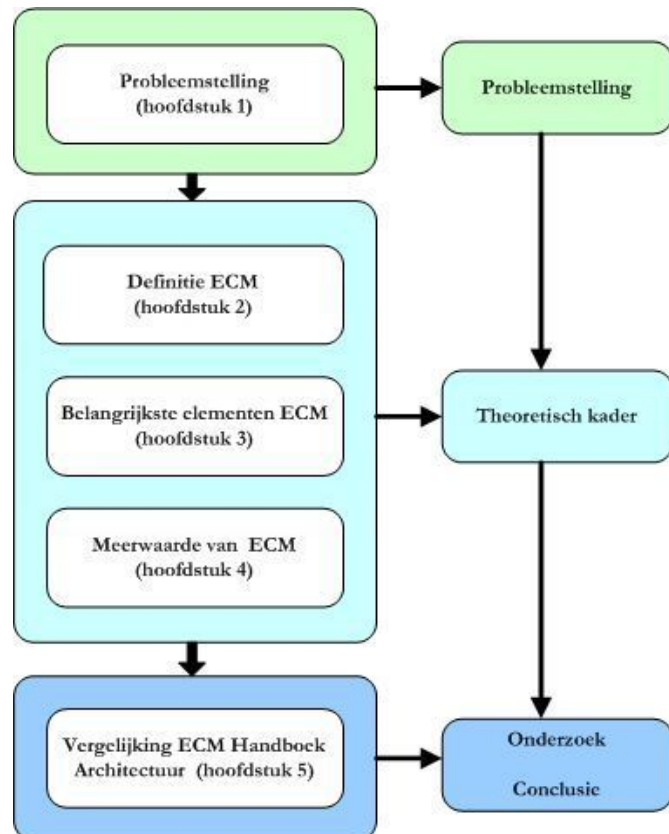 Probleemstelling
(hoofdstuk 1)
Probleemstelling
Definitie ECM
(hoofdstuk 2)
Belangrijkste elementen ECM
(hoofdstuk 3)
Theoretisch kader
Meerwaarde van ECM
(hoofdstuk 4)
Vergelijking ECM Handboek
Architectuur (hoofdstuk 5)
Onderzoek
Conclusie